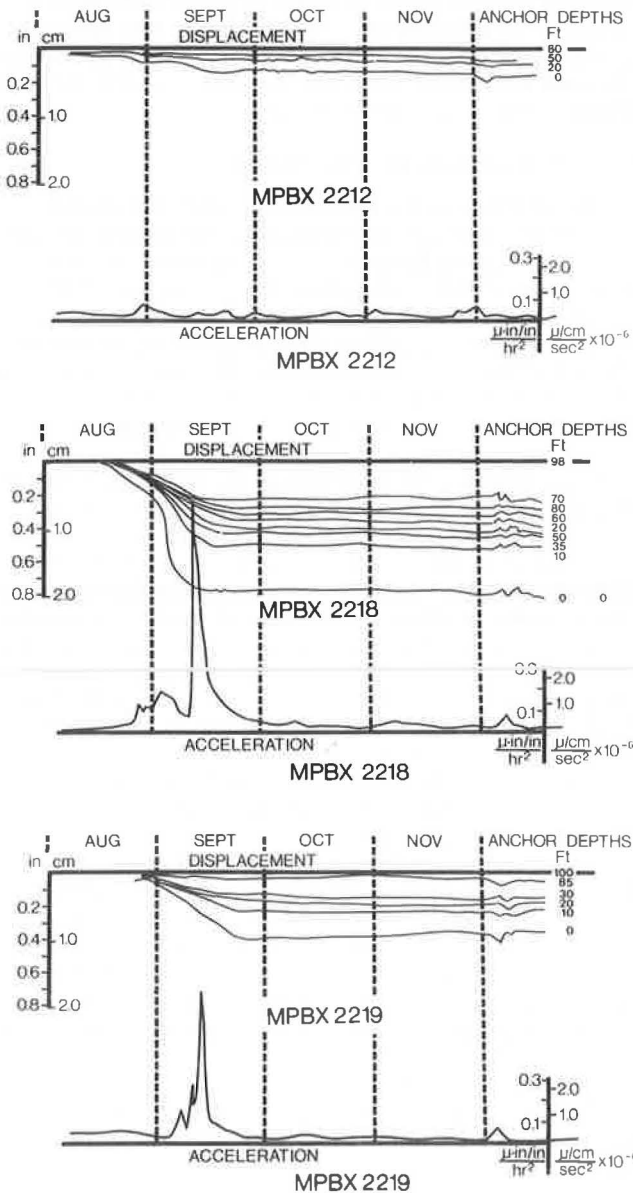 AUG SEPT OCT NOV ANCHOR DEPTHS
in cm DISPLACEMENT Ft
80
50
20
0
0.2
0.4 1.0
0.6
0.8 2.0
MPBX 2212
0.3
2.0
1.0
0.1
ACCELERATION μ·in/in μ/cm
hr² sec² ×10⁻⁶
MPBX 2212
AUG SEPT OCT NOV ANCHOR DEPTHS
in cm DISPLACEMENT Ft
98
0.2 70
80
60
0.4 1.0 20
50
35
0.6 10
0.8 2.0 0 0
MPBX 2218
0.3
2.0
1.0
0.1
ACCELERATION μ·in/in μ/cm
hr² sec² ×10⁻⁶
MPBX 2218
AUG SEPT OCT NOV ANCHOR DEPTHS
in cm DISPLACEMENT Ft
100
85
30
0.2 20
10
0.4 1.0 0
0.6
0.8 2.0
MPBX 2219
0.3
2.0
0.1 1.0
ACCELERATION μ·in/in μ/cm
hr² sec² ×10⁻
MPBX 2219